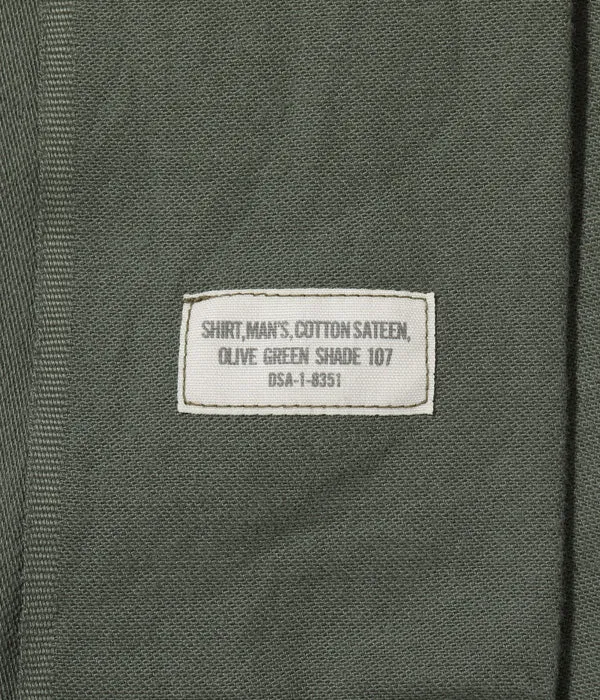 SHIRT,MAN'S,COTTON SATEEN,
OLIVE GREEN SHADE 107
DSA-1-8351